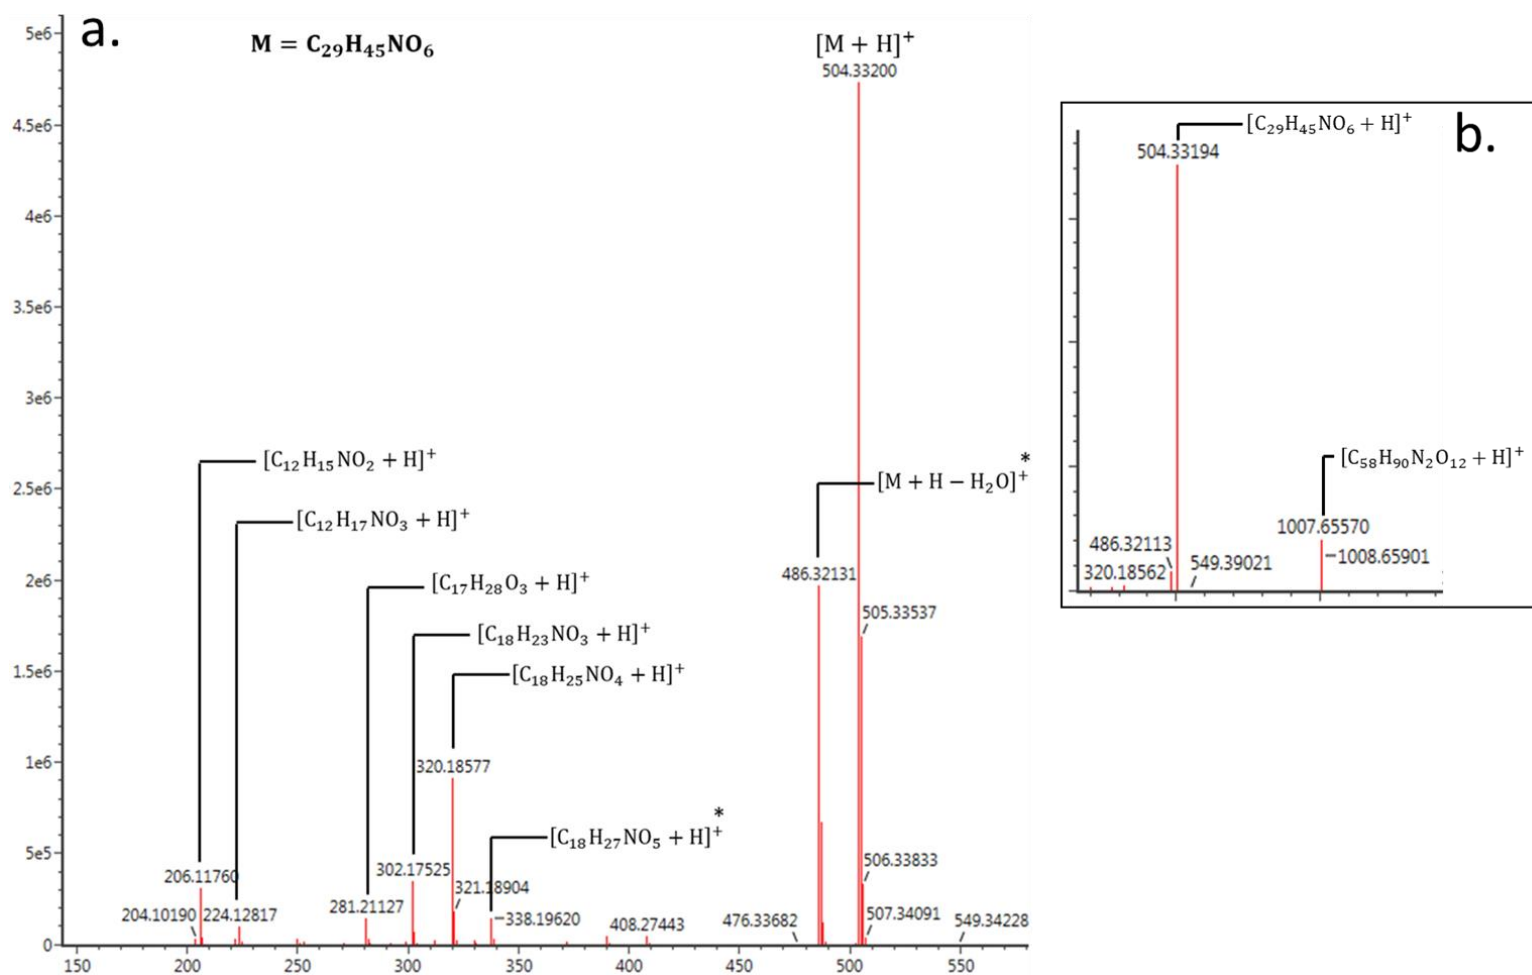 a.
M = C₂₉H₄₅NO₆
[M + H]⁺
504.33200
5e6
4.5e6
4e6
3.5e6
3e6
2.5e6
2e6
1.5e6
1e6
5e5
0
[C₁₂H₁₅NO₂ + H]⁺
[C₁₂H₁₇NO₃ + H]⁺
[C₁₇H₂₈O₃ + H]⁺
[C₁₈H₂₃NO₃ + H]⁺
[C₁₈H₂₅NO₄ + H]⁺
[C₁₈H₂₇NO₅ + H]⁺ *
[M + H − H₂O]⁺ *
486.32131
505.33537
320.18577
206.11760
302.17525
321.18904
506.33833
204.10190
224.12817
281.21127
338.19620
408.27443
476.33682
507.34091
549.34228
150 200 250 300 350 400 450 500 550
b.
[C₂₉H₄₅NO₆ + H]⁺
504.33194
[C₅₈H₉₀N₂O₁₂ + H]⁺
1007.65570
486.32113
1008.65901
320.18562
549.39021